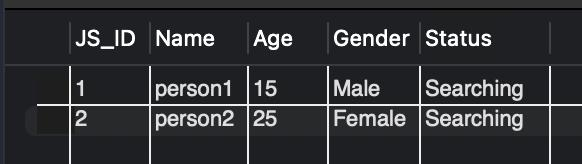 JS_ID Name Age Gender Status
1 person1 15 Male Searching
2 person2 25 Female Searching